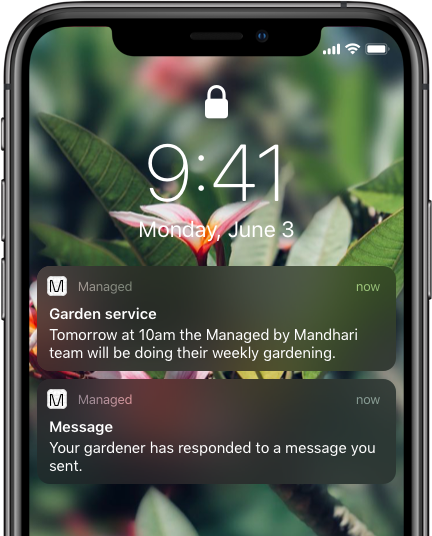 9:41
Monday, June 3
M Managed now
Garden service
Tomorrow at 10am the Managed by Mandhari
team will be doing their weekly gardening.
M Managed now
Message
Your gardener has responded to a message you
sent.